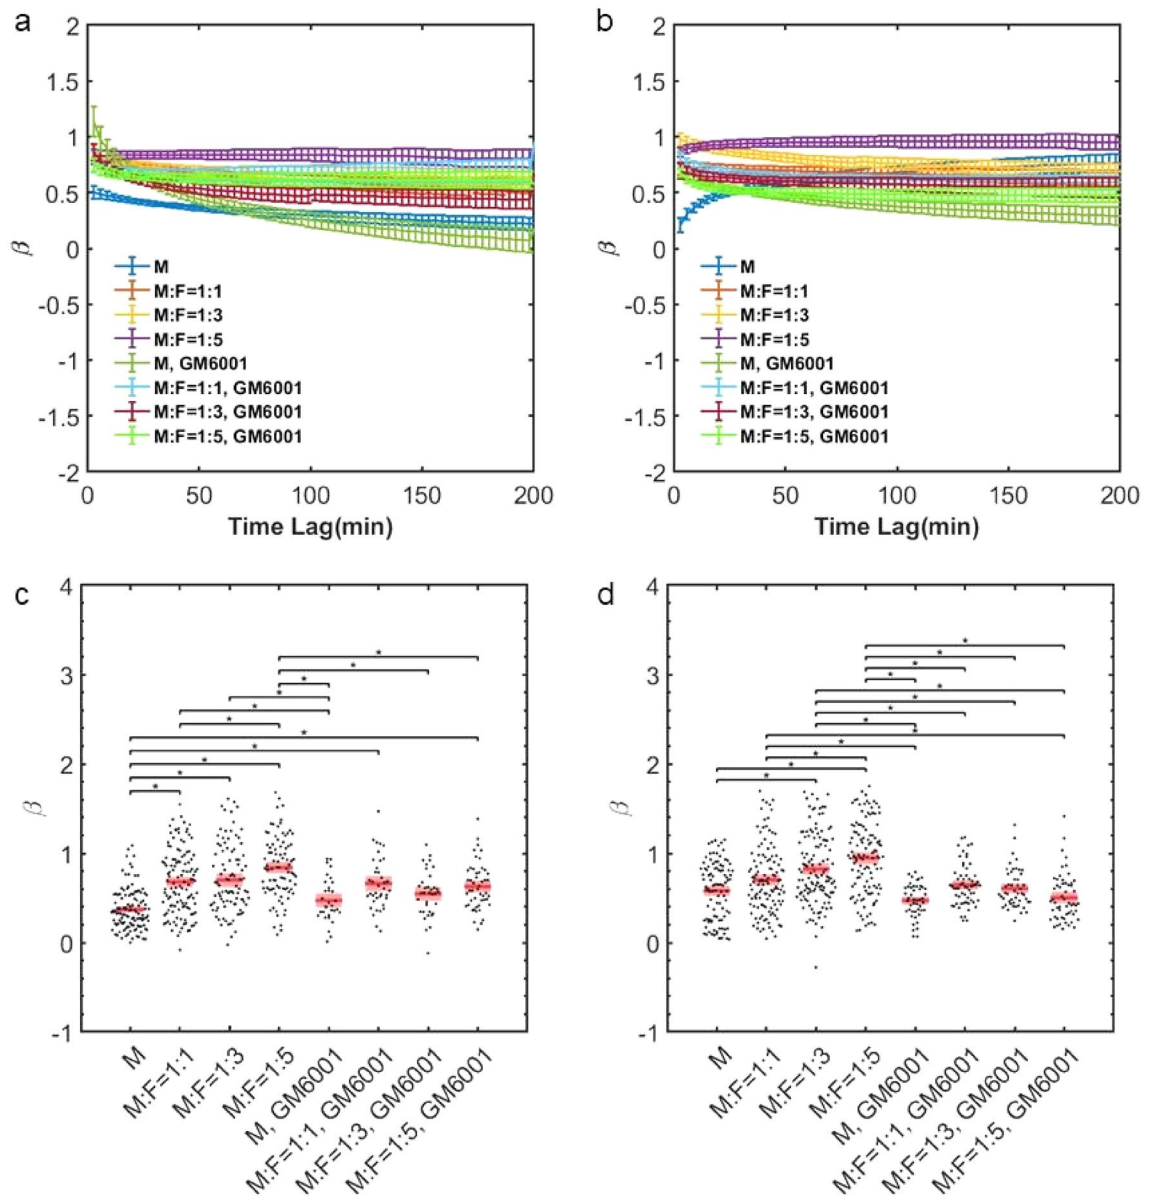 a
2
1.5
1
0.5
0
-0.5
-1
-1.5
-2
β
M
M:F=1:1
M:F=1:3
M:F=1:5
M, GM6001
M:F=1:1, GM6001
M:F=1:3, GM6001
M:F=1:5, GM6001
0 50 100 150 200
Time Lag(min)
b
2
1.5
1
0.5
0
-0.5
-1
-1.5
-2
β
M
M:F=1:1
M:F=1:3
M:F=1:5
M, GM6001
M:F=1:1, GM6001
M:F=1:3, GM6001
M:F=1:5, GM6001
0 50 100 150 200
Time Lag(min)
c
4
3
2
1
0
-1
β
*
*
*
*
*
*
*
*
*
*
*
*
M
M:F=1:1
M:F=1:3
M:F=1:5
M, GM6001
M:F=1:1, GM6001
M:F=1:3, GM6001
M:F=1:5, GM6001
d
4
3
2
1
0
-1
β
*
*
*
*
*
*
*
*
*
*
*
*
*
M
M:F=1:1
M:F=1:3
M:F=1:5
M, GM6001
M:F=1:1, GM6001
M:F=1:3, GM6001
M:F=1:5, GM6001